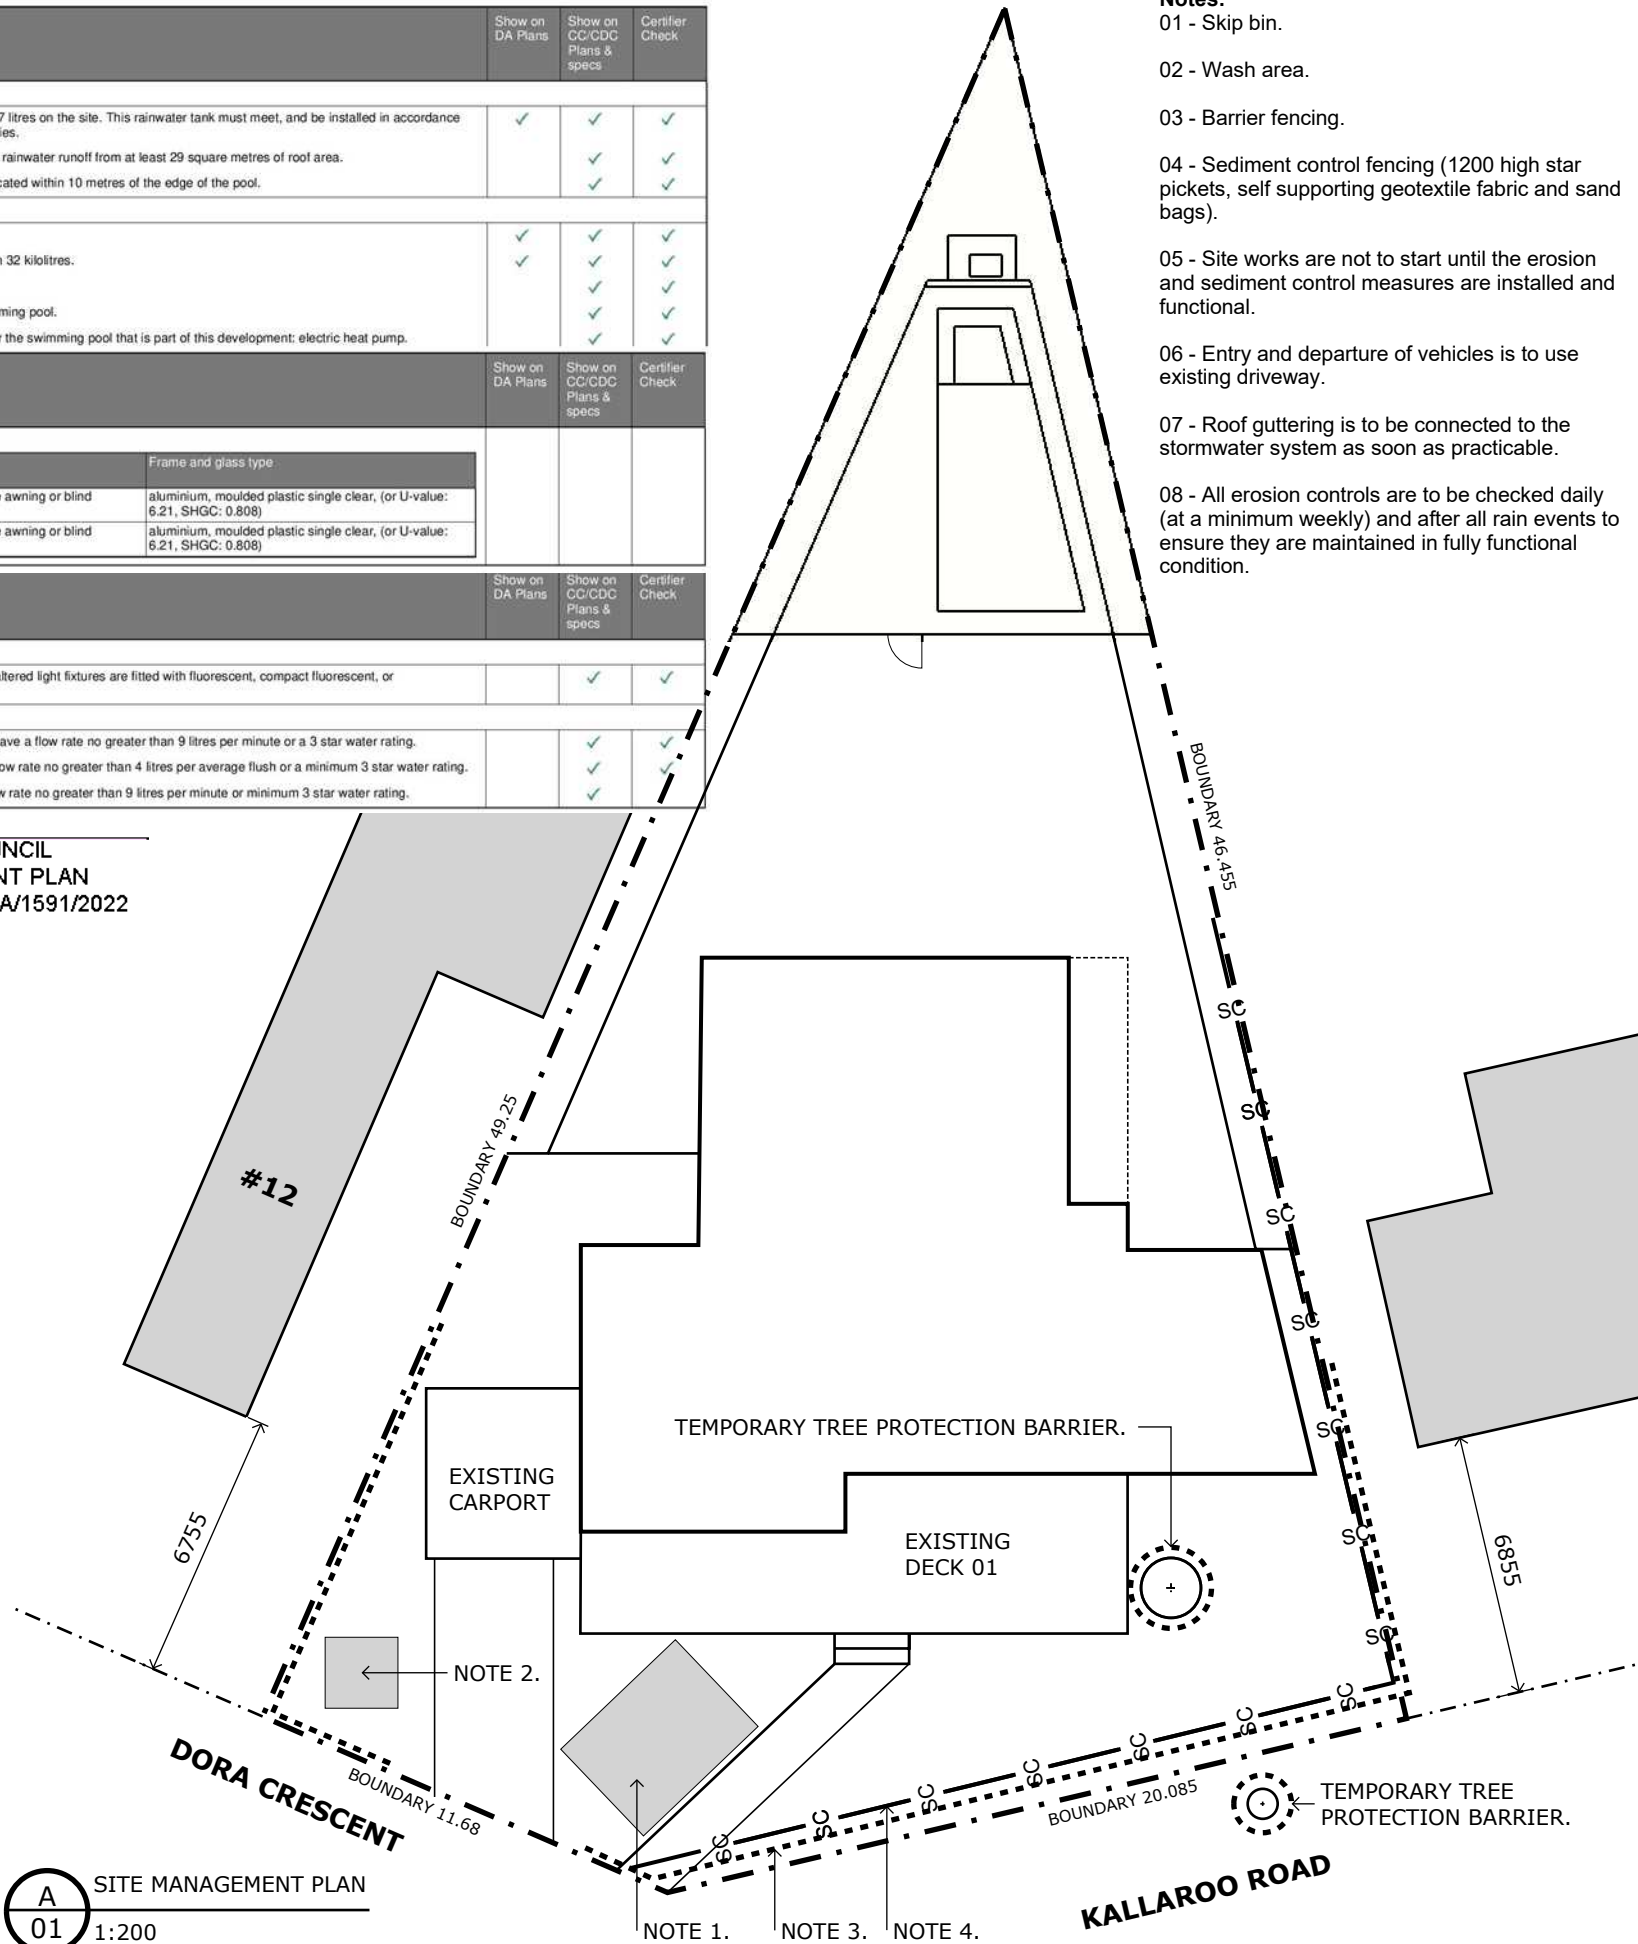 Show on
DA Plans
Show on
CC/CDC
Plans &
specs
Certifier
Check
7 litres on the site. This rainwater tank must meet, and be installed in accordance
ies.
rainwater runoff from at least 29 square metres of roof area.
cated within 10 metres of the edge of the pool.
32 kilolitres.
ming pool.
the swimming pool that is part of this development: electric heat pump.
Show on
DA Plans
Show on
CC/CDC
Plans &
specs
Certifier
Check
Frame and glass type
awning or blind
aluminium, moulded plastic single clear, (or U-value:
6.21, SHGC: 0.808)
awning or blind
aluminium, moulded plastic single clear, (or U-value:
6.21, SHGC: 0.808)
Show on
DA Plans
Show on
CC/CDC
Plans &
specs
Certifier
Check
ltered light fixtures are fitted with fluorescent, compact fluorescent, or
ave a flow rate no greater than 9 litres per minute or a 3 star water rating.
ow rate no greater than 4 litres per average flush or a minimum 3 star water rating.
w rate no greater than 9 litres per minute or minimum 3 star water rating.
NCIL
NT PLAN
A/1591/2022
Notes:
01 - Skip bin.
02 - Wash area.
03 - Barrier fencing.
04 - Sediment control fencing (1200 high star
pickets, self supporting geotextile fabric and sand
bags).
05 - Site works are not to start until the erosion
and sediment control measures are installed and
functional.
06 - Entry and departure of vehicles is to use
existing driveway.
07 - Roof guttering is to be connected to the
stormwater system as soon as practicable.
08 - All erosion controls are to be checked daily
(at a minimum weekly) and after all rain events to
ensure they are maintained in fully functional
condition.
BOUNDARY 46.455
SC
SC
SC
SC
SC
SC
SC
BOUNDARY 49.25
#12
TEMPORARY TREE PROTECTION BARRIER.
EXISTING
CARPORT
EXISTING
DECK 01
6755
6855
NOTE 2.
DORA CRESCENT
BOUNDARY 11.68
SC
SC
SC
SC
SC
SC
SC
BOUNDARY 20.085
TEMPORARY TREE
PROTECTION BARRIER.
KALLAROO ROAD
A
01
SITE MANAGEMENT PLAN
1:200
NOTE 1.
NOTE 3.
NOTE 4.